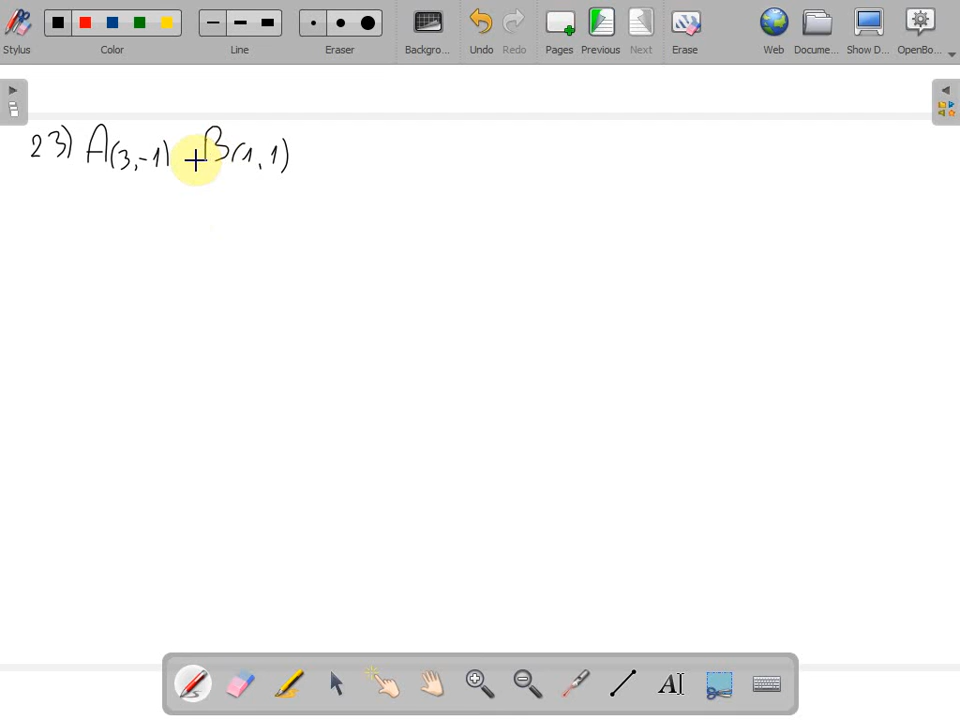 Stylus Color Line Eraser Backgro... Undo Redo Pages Previous Next Erase Web Docume... Show D... OpenBo...
23) A(3,-1) B(1,1)
AI